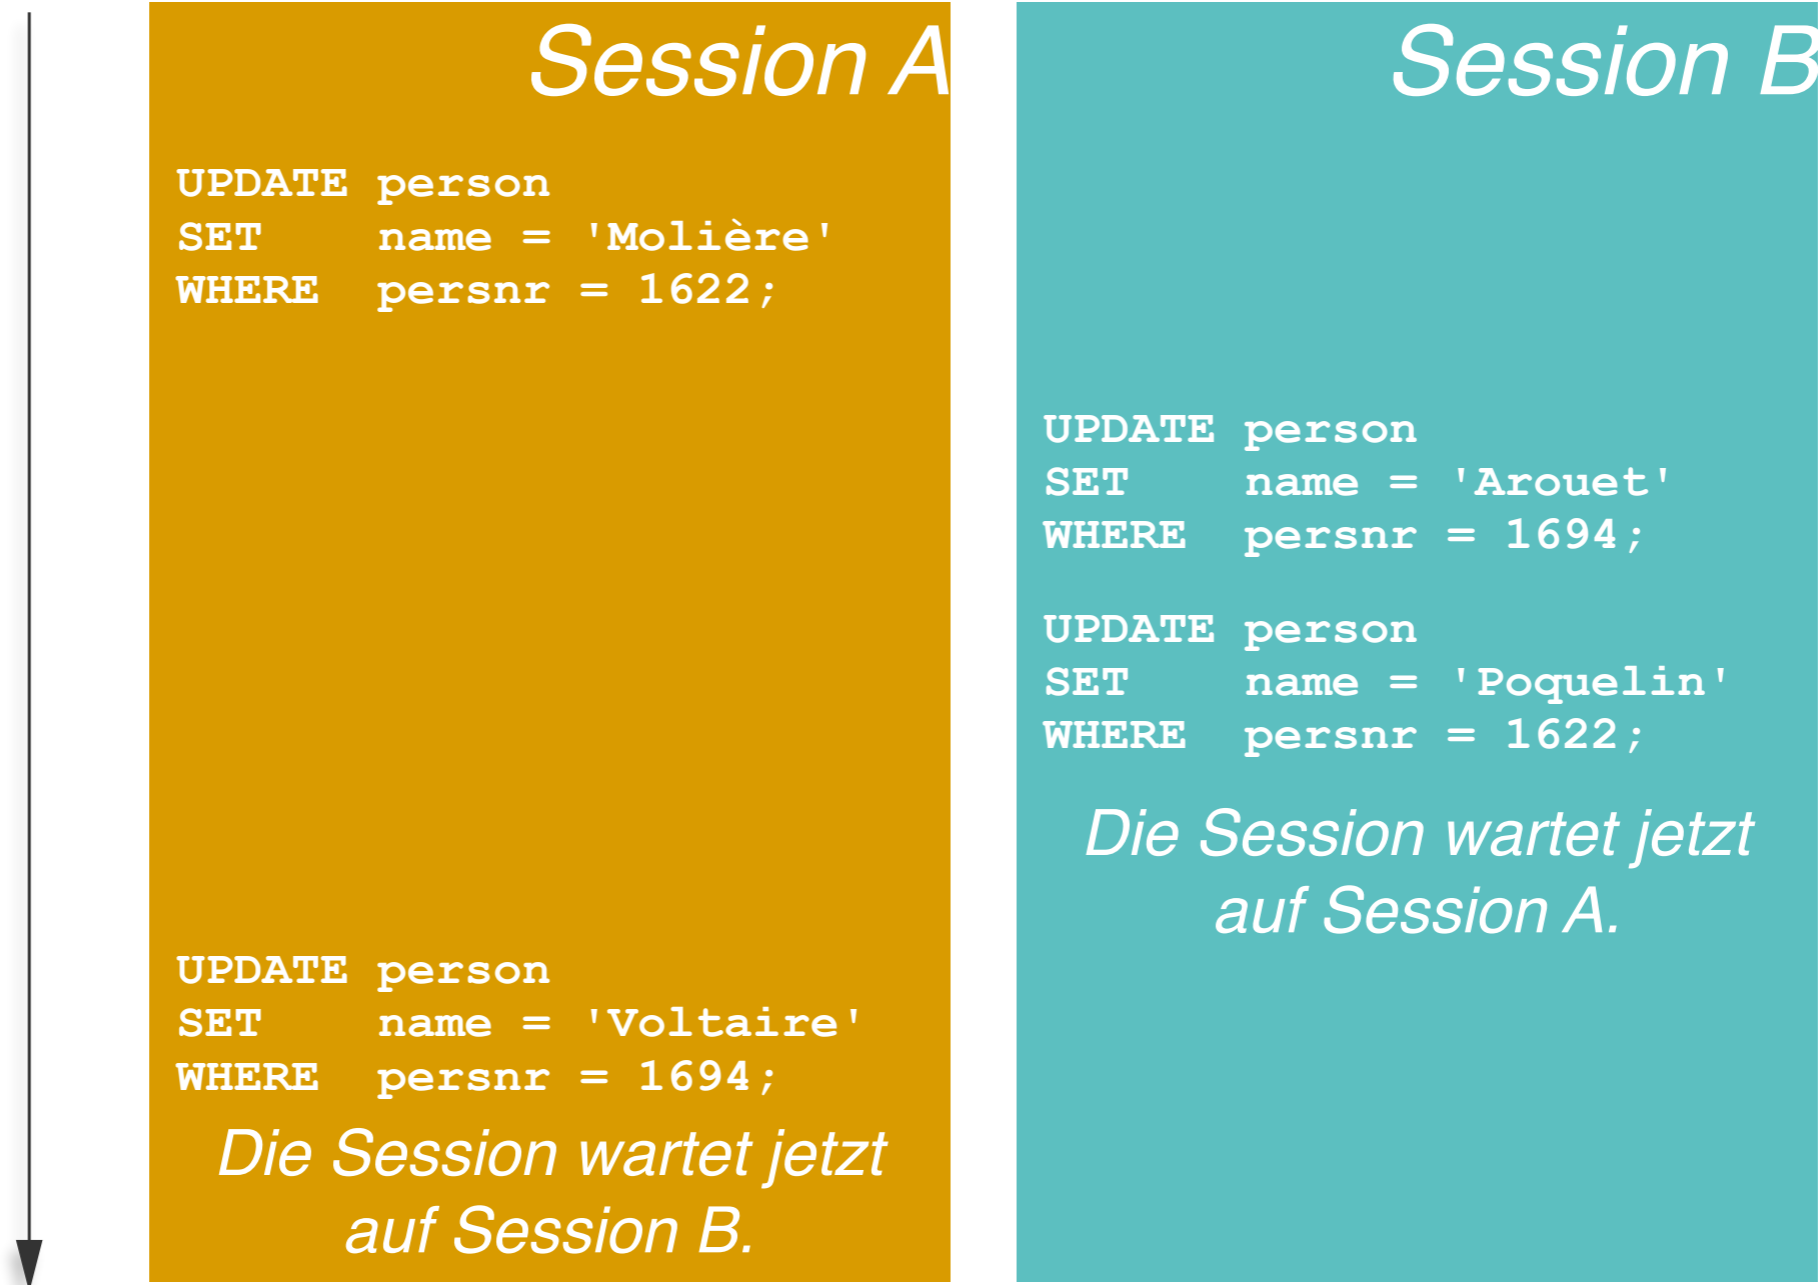 Session A
UPDATE person
SET    name = 'Molière'
WHERE  persnr = 1622;
UPDATE person
SET    name = 'Voltaire'
WHERE  persnr = 1694;
Die Session wartet jetzt
auf Session B.
Session B
UPDATE person
SET    name = 'Arouet'
WHERE  persnr = 1694;
UPDATE person
SET    name = 'Poquelin'
WHERE  persnr = 1622;
Die Session wartet jetzt
auf Session A.